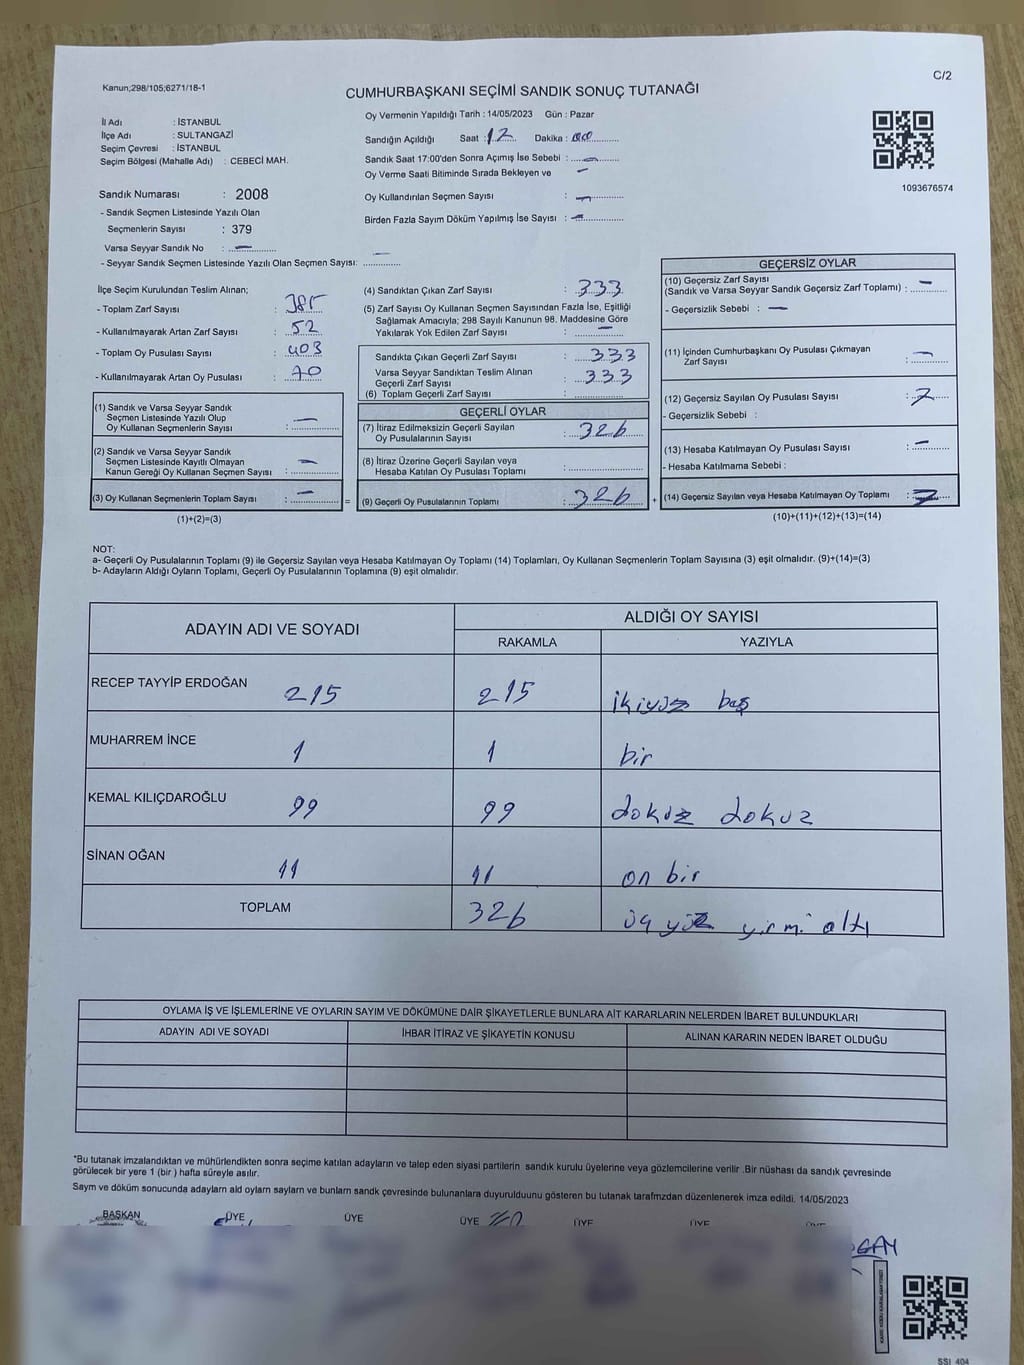 C/2
Kanun;298/105;6271/18-1
CUMHURBAŞKANI SEÇİMİ SANDIK SONUÇ TUTANAĞI
İl Adı : İSTANBUL
İlçe Adı : SULTANGAZİ
Seçim Çevresi : İSTANBUL
Seçim Bölgesi (Mahalle Adı) : CEBECİ MAH.
Oy Vermenin Yapıldığı Tarih : 14/05/2023 Gün : Pazar
Sandığın Açıldığı Saat : 12 Dakika : 00
Sandık Saat 17:00'den Sonra Açımış İse Sebebi : —
Oy Verme Saati Bitiminde Sırada Bekleyen ve —
Oy Kullandırılan Seçmen Sayısı : —
Birden Fazla Sayım Döküm Yapılmış İse Sayısı : —
1093676574
Sandık Numarası : 2008
- Sandık Seçmen Listesinde Yazılı Olan
Seçmenlerin Sayısı : 379
Varsa Seyyar Sandık No : —
- Seyyar Sandık Seçmen Listesinde Yazılı Olan Seçmen Sayısı: —
İlçe Seçim Kurulundan Teslim Alınan;
- Toplam Zarf Sayısı : 385
- Kullanılmayarak Artan Zarf Sayısı : 52
- Toplam Oy Pusulası Sayısı : 403
- Kullanılmayarak Artan Oy Pusulası : 70
(1) Sandık ve Varsa Seyyar Sandık
Seçmen Listesinde Yazılı Olup
Oy Kullanan Seçmenlerin Sayısı : —
(2) Sandık ve Varsa Seyyar Sandık
Seçmen Listesinde Kayıtlı Olmayan
Kanun Gereği Oy Kullanan Seçmen Sayısı : —
(3) Oy Kullanan Seçmenlerin Toplam Sayısı : — =
(1)+(2)=(3)
(4) Sandıktan Çıkan Zarf Sayısı : 333
(5) Zarf Sayısı Oy Kullanan Seçmen Sayısından Fazla İse, Eşitliği
Sağlamak Amacıyla; 298 Sayılı Kanunun 98. Maddesine Göre
Yakılarak Yok Edilen Zarf Sayısı : —
Sandıkta Çıkan Geçerli Zarf Sayısı : 333
Varsa Seyyar Sandıktan Teslim Alınan
Geçerli Zarf Sayısı : 333
(6) Toplam Geçerli Zarf Sayısı :
GEÇERLİ OYLAR
(7) İtiraz Edilmeksizin Geçerli Sayılan
Oy Pusulalarının Sayısı : 326
(8) İtiraz Üzerine Geçerli Sayılan veya
Hesaba Katılan Oy Pusulası Toplamı :
(9) Geçerli Oy Pusulalarının Toplamı : 326 +
GEÇERSİZ OYLAR
(10) Geçersiz Zarf Sayısı
(Sandık ve Varsa Seyyar Sandık Geçersiz Zarf Toplamı) : —
- Geçersizlik Sebebi : —
(11) İçinden Cumhurbaşkanı Oy Pusulası Çıkmayan
Zarf Sayısı : —
(12) Geçersiz Sayılan Oy Pusulası Sayısı : 7
- Geçersizlik Sebebi :
(13) Hesaba Katılmayan Oy Pusulası Sayısı : —
- Hesaba Katılmama Sebebi :
(14) Geçersiz Sayılan veya Hesaba Katılmayan Oy Toplamı : 7
(10)+(11)+(12)+(13)=(14)
NOT:
a- Geçerli Oy Pusulalarının Toplamı (9) ile Geçersiz Sayılan veya Hesaba Katılmayan Oy Toplamı (14) Toplamları, Oy Kullanan Seçmenlerin Toplam Sayısına (3) eşit olmalıdır. (9)+(14)=(3)
b- Adayların Aldığı Oyların Toplamı, Geçerli Oy Pusulalarının Toplamına (9) eşit olmalıdır.
ADAYIN ADI VE SOYADI ALDIĞI OY SAYISI
RAKAMLA YAZIYLA
RECEP TAYYİP ERDOĞAN 215 215 ikiyüz beş
MUHARREM İNCE 1 1 bir
KEMAL KILIÇDAROĞLU 99 99 dokuz dokuz
SİNAN OĞAN 11 11 on bir
TOPLAM 326 üç yüz yirmi altı
OYLAMA İŞ VE İŞLEMLERİNE VE OYLARIN SAYIM VE DÖKÜMÜNE DAİR ŞİKAYETLERLE BUNLARA AİT KARARLARIN NELERDEN İBARET BULUNDUKLARI
ADAYIN ADI VE SOYADI İHBAR İTİRAZ VE ŞİKAYETİN KONUSU ALINAN KARARIN NEDEN İBARET OLDUĞU
*Bu tutanak imzalandıktan ve mühürlendikten sonra seçime katılan adayların ve talep eden siyasi partilerin sandık kurulu üyelerine veya gözlemcilerine verilir .Bir nüshası da sandık çevresinde
görülecek bir yere 1 (bir ) hafta süreyle asılır.
Saym ve döküm sonucunda adaylarn ald oylarn saylarn ve bunlarn sandk çevresinde bulunanlara duyurulduunu gösteren bu tutanak tarafmzdan düzenlenerek imza edildi. 14/05/2023
BAŞKAN ÜYE ÜYE ÜYE ÜYE ÜYE ÜYE
SSI_404